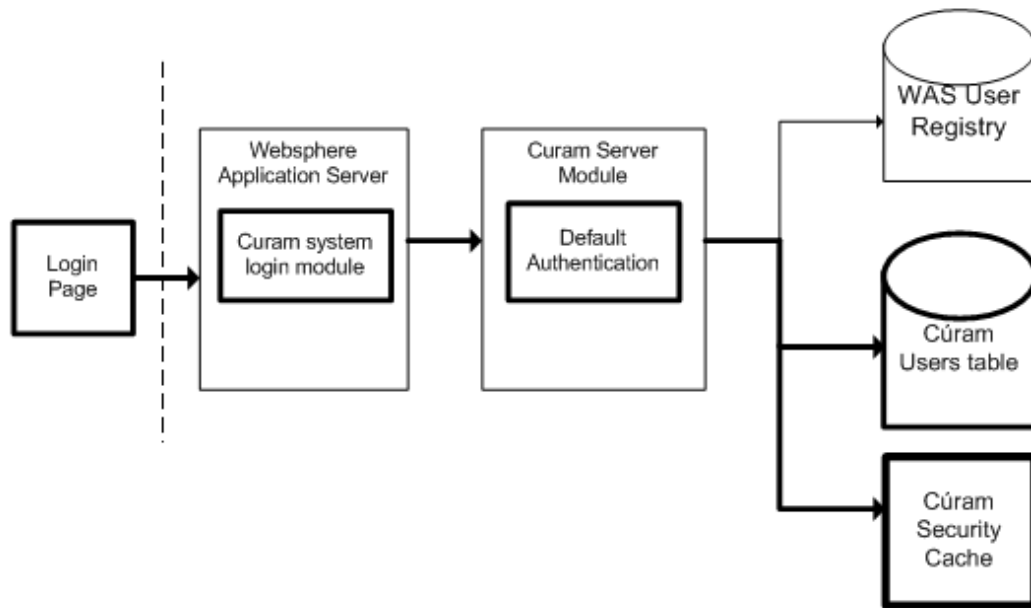 Login
Page
Websphere
Application Server
Curam system
login module
Curam Server
Module
Default
Authentication
WAS User
Registry
Cúram
Users table
Cúram
Security
Cache